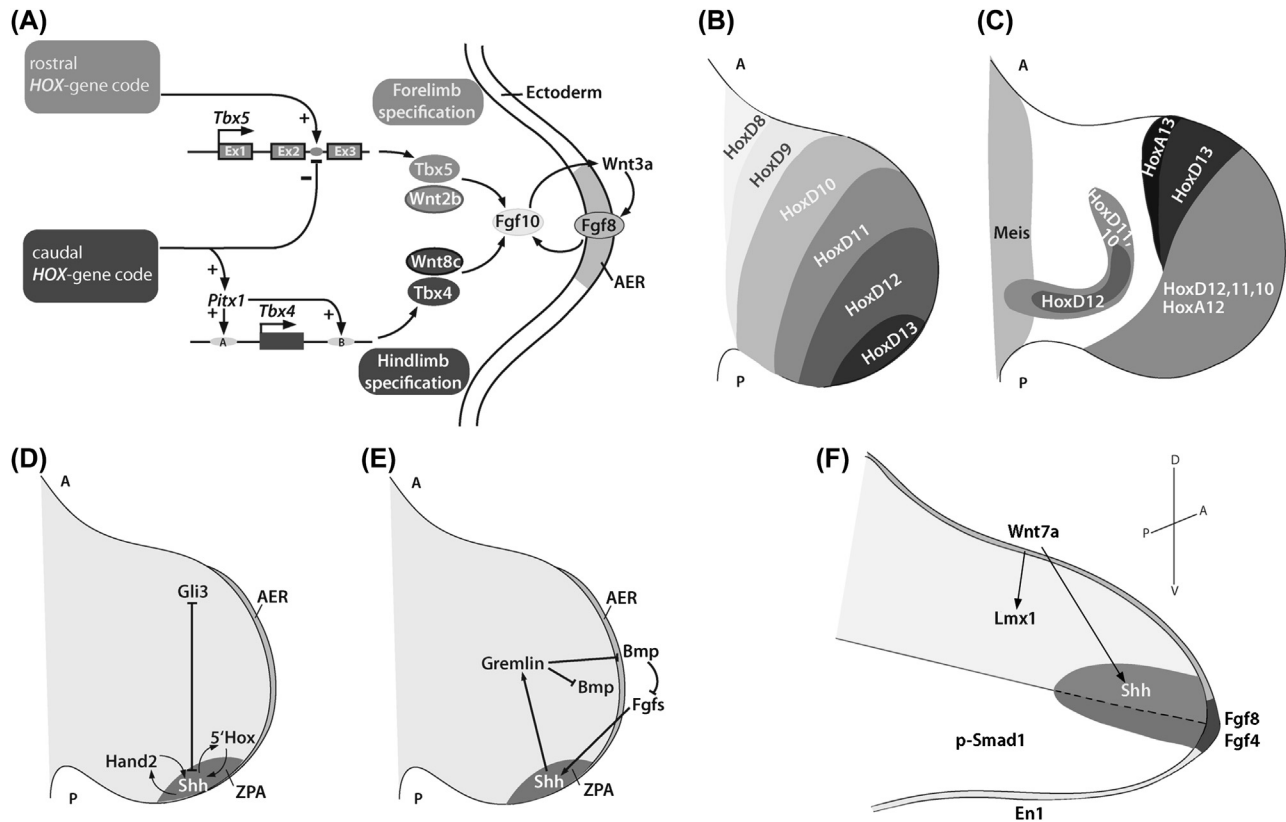 (A)
rostral
HOX-gene code
Forelimb
specification
Ectoderm
Tbx5
+
Ex1
Ex2
Ex3
–
Tbx5
Wnt2b
Wnt3a
Fgf10
Fgf8
AER
caudal
HOX-gene code
Wnt8c
Tbx4
+
Pitx1
+
Tbx4
+
A
B
Hindlimb
specification
(B)
A
HoxD8
HoxD9
HoxD10
HoxD11
HoxD12
HoxD13
P
(C)
A
HoxA13
HoxD13
Meis
HoxD11,
10
HoxD12
HoxD12,11,10
HoxA12
P
(D)
A
Gli3
AER
5'Hox
Hand2
Shh
ZPA
P
(E)
A
AER
Gremlin
Bmp
Bmp
Fgfs
Shh
ZPA
P
(F)
D
A
P
V
Wnt7a
Lmx1
Shh
Fgf8
Fgf4
p-Smad1
En1